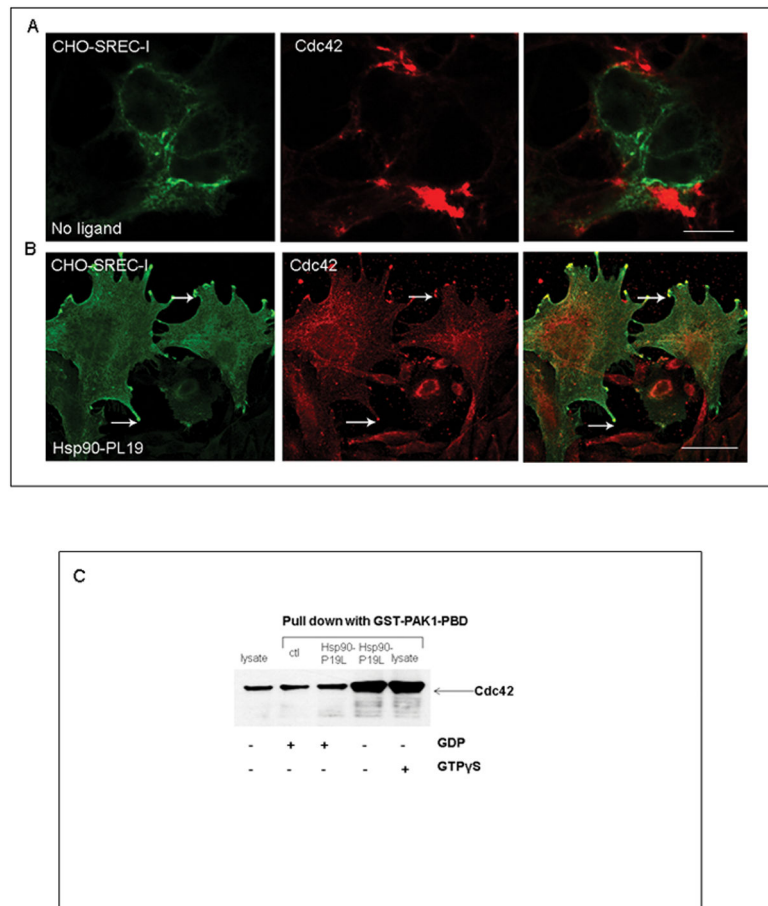 A
CHO-SREC-I
Cdc42
No ligand
B
CHO-SREC-I
Cdc42
Hsp90-PL19
C
Pull down with GST-PAK1-PBD
lysate ctl Hsp90-P19L Hsp90-P19L lysate
Cdc42
- + + - - GDP
- - - - + GTPγS